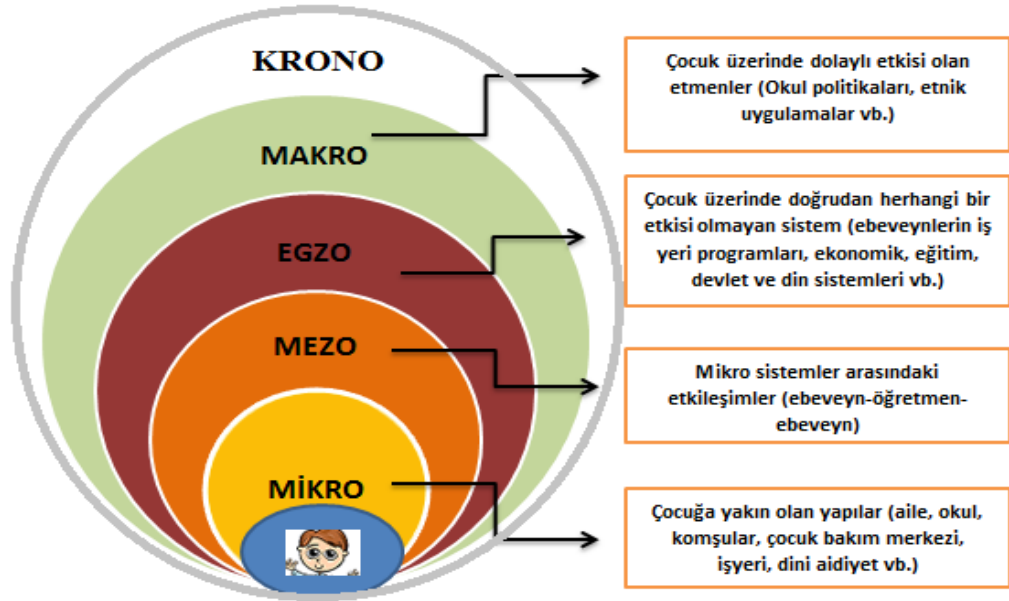 KRONO
MAKRO
EGZO
MEZO
MİKRO
Çocuk üzerinde dolaylı etkisi olan
etmenler (Okul politikaları, etnik
uygulamalar vb.)
Çocuk üzerinde doğrudan herhangi bir
etkisi olmayan sistem (ebeveynlerin iş
yeri programları, ekonomik, eğitim,
devlet ve din sistemleri vb.)
Mikro sistemler arasındaki
etkileşimler (ebeveyn-öğretmen-
ebeveyn)
Çocuğa yakın olan yapılar (aile, okul,
komşular, çocuk bakım merkezi,
işyeri, dini aidiyet vb.)